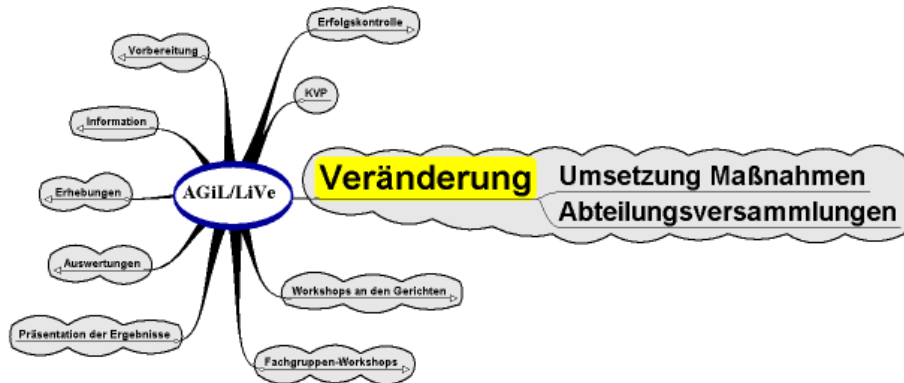 Erfolgskontrolle
Vorbereitung
KVP
Information
Veränderung
Umsetzung Maßnahmen
Abteilungsversammlungen
AGiL/LiVe
Erhebungen
Auswertungen
Workshops an den Gerichten
Präsentation der Ergebnisse
Fachgruppen-Workshops